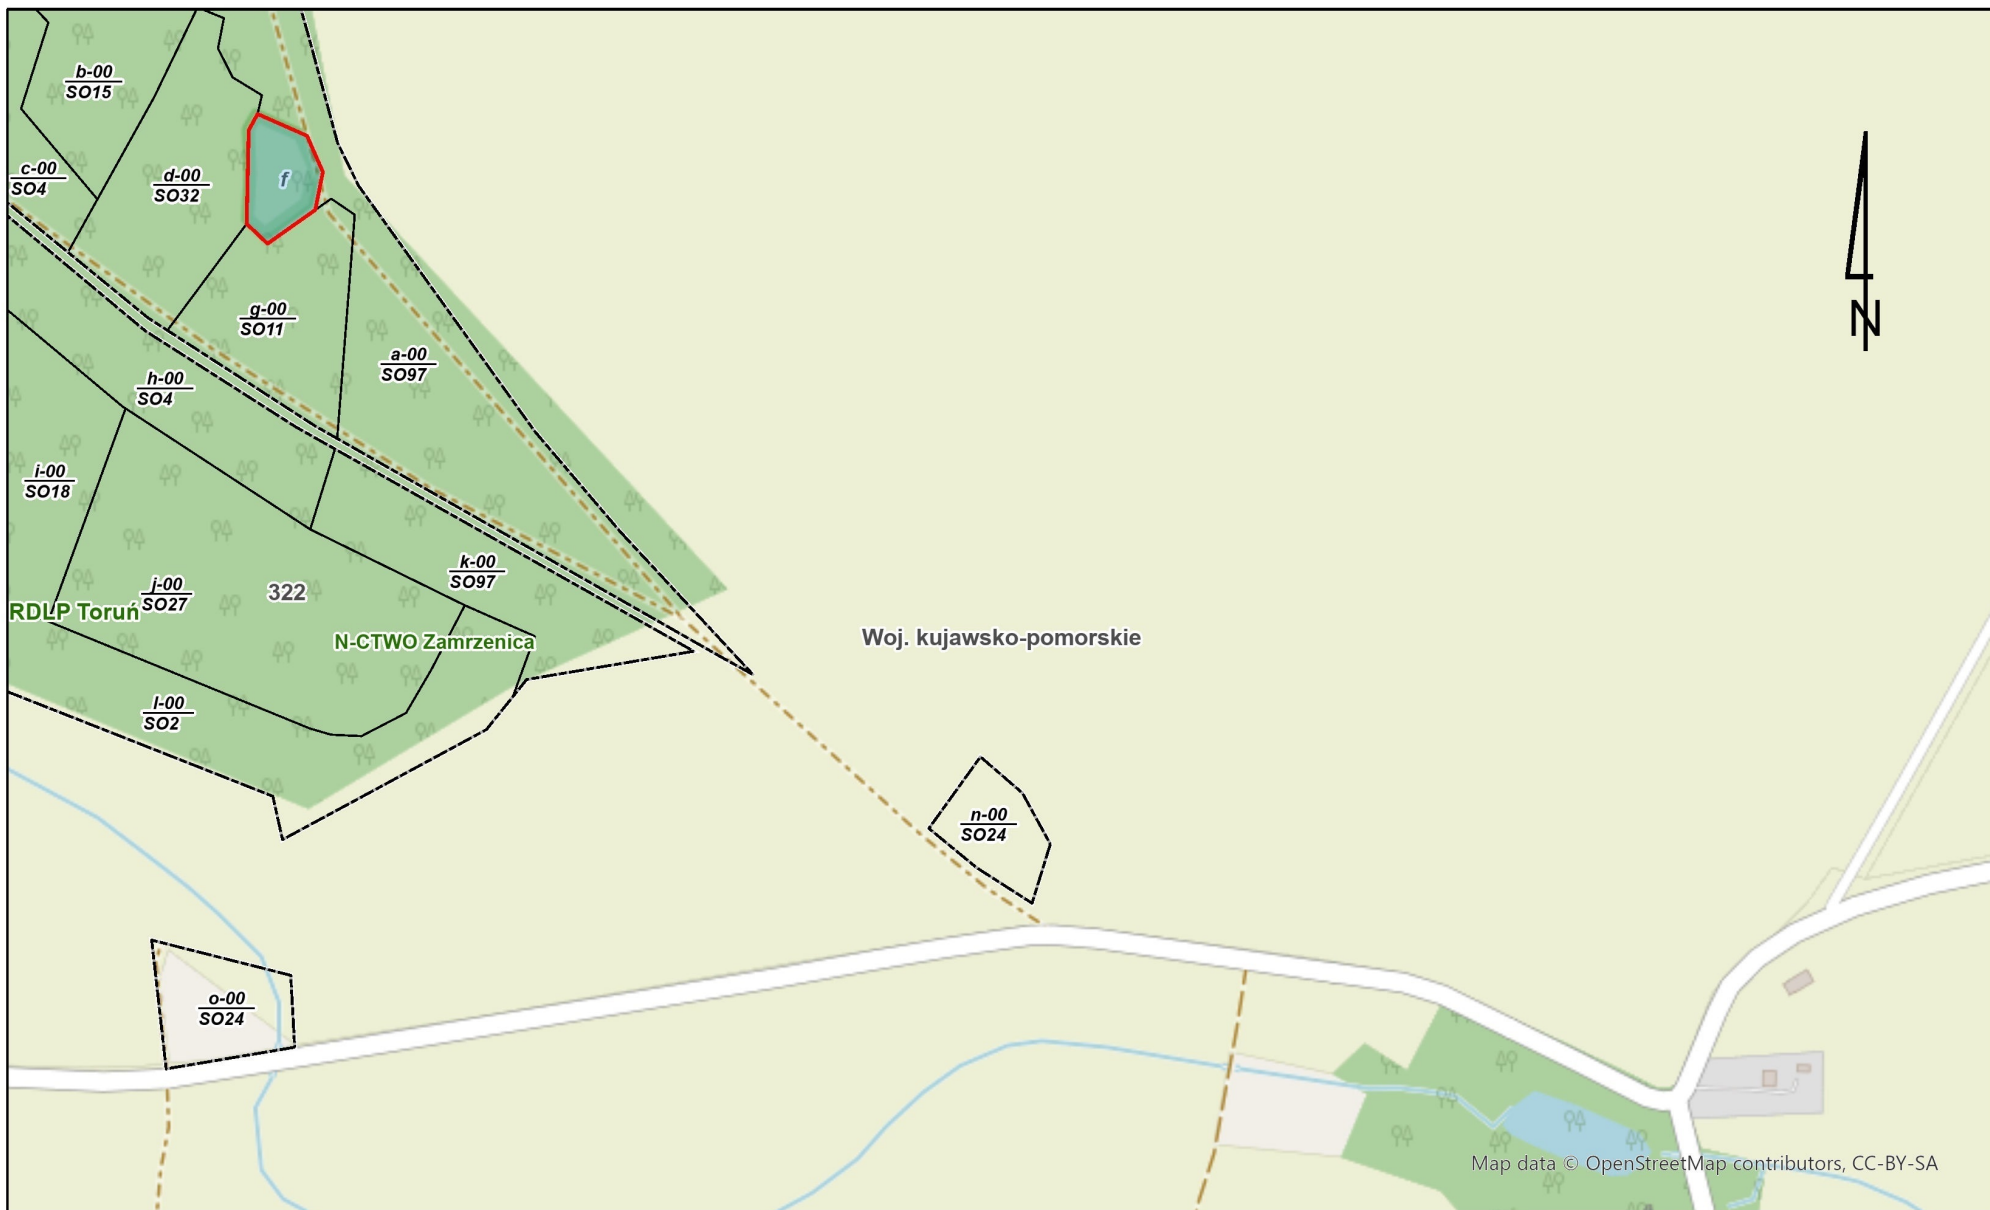 b-00
SO15
c-00
SO4
d-00
SO32
f
g-00
SO11
a-00
SO97
N
h-00
SO4
i-00
SO18
k-00
SO97
j-00
SO27
322
RDLP Toruń
N-CTWO Zamrzenica
Woj. kujawsko-pomorskie
l-00
SO2
n-00
SO24
o-00
SO24
Map data © OpenStreetMap contributors, CC-BY-SA